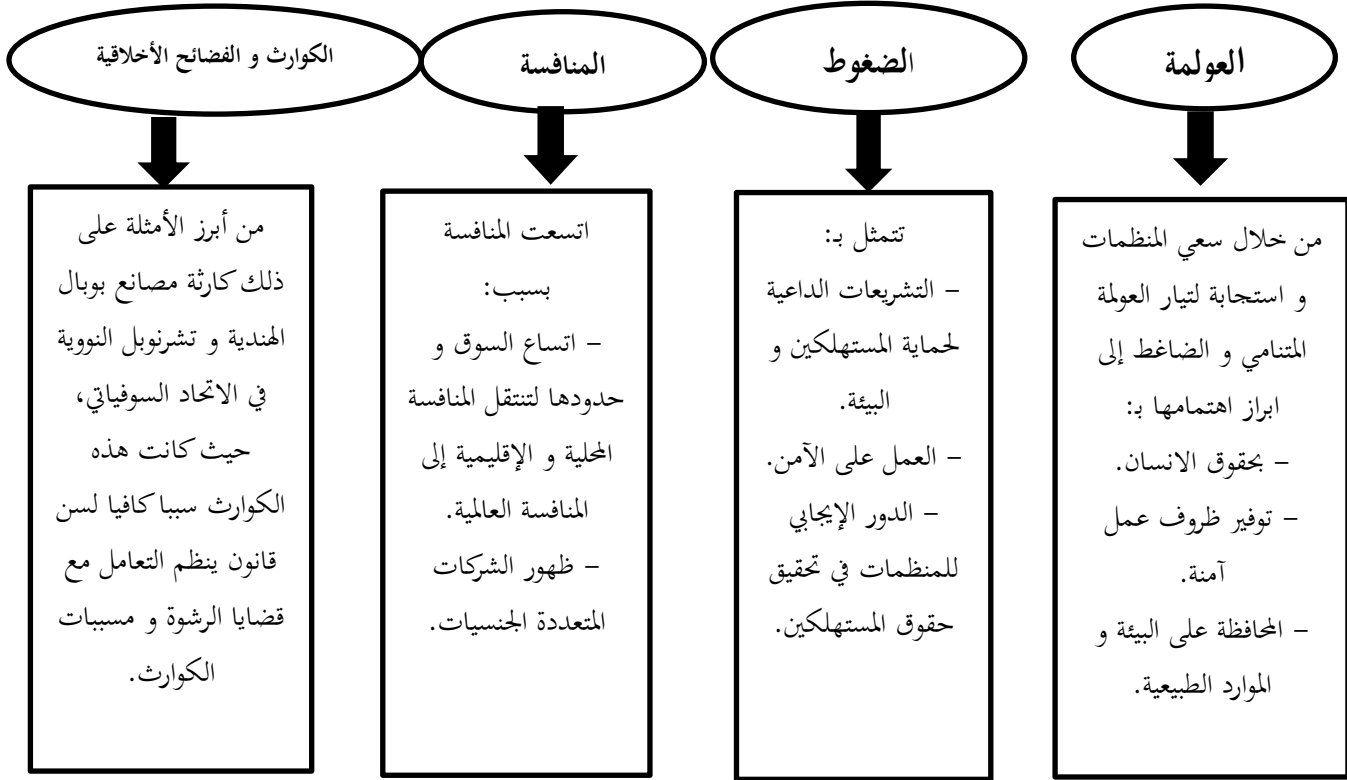 العولمة
الضغوط
المنافسة
الكوارث و الفضائح الأخلاقية
من خلال سعي المنظمات
و استجابة لتيار العولمة
المتنامي و الضاغط إلى
ابراز اهتمامها بـ:
– بحقوق الانسان.
– توفير ظروف عمل
آمنة.
– المحافظة على البيئة و
الموارد الطبيعية.
تتمثل بـ:
– التشريعات الداعية
لحماية المستهلكين و
البيئة.
– العمل على الآمن.
– الدور الإيجابي
للمنظمات في تحقيق
حقوق المستهلكين.
اتسعت المنافسة
بسبب:
– اتساع السوق و
حدودها لتنتقل المنافسة
المحلية و الإقليمية إلى
المنافسة العالمية.
– ظهور الشركات
المتعددة الجنسيات.
من أبرز الأمثلة على
ذلك كارثة مصانع بوبال
الهندية و تشرنوبل النووية
في الاتحاد السوفياتي،
حيث كانت هذه
الكوارث سببا كافيا لسن
قانون ينظم التعامل مع
قضايا الرشوة و مسببات
الكوارث.